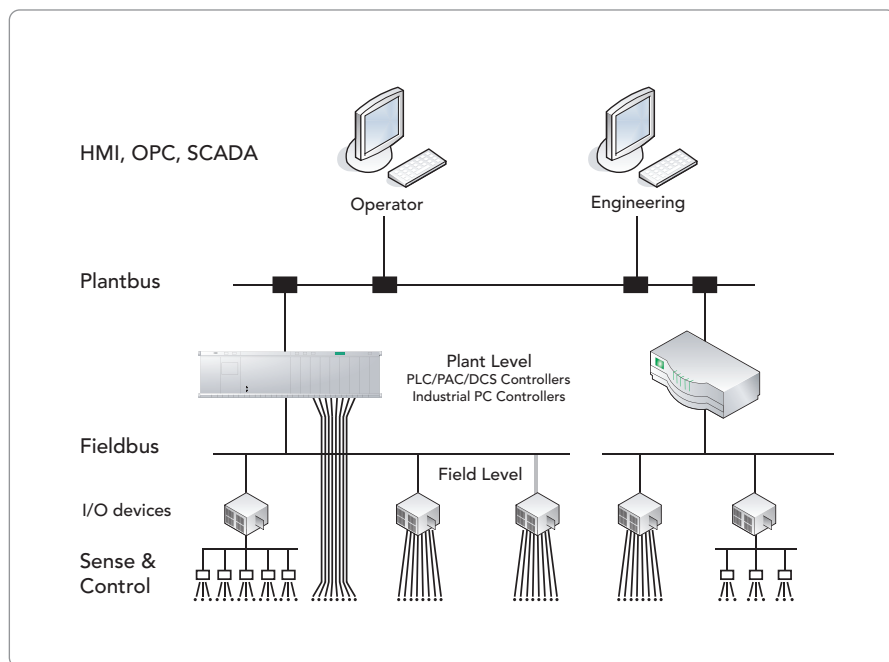 HMI, OPC, SCADA
Operator
Engineering
Plantbus
Plant Level
PLC/PAC/DCS Controllers
Industrial PC Controllers
Fieldbus
Field Level
I/O devices
Sense &
Control